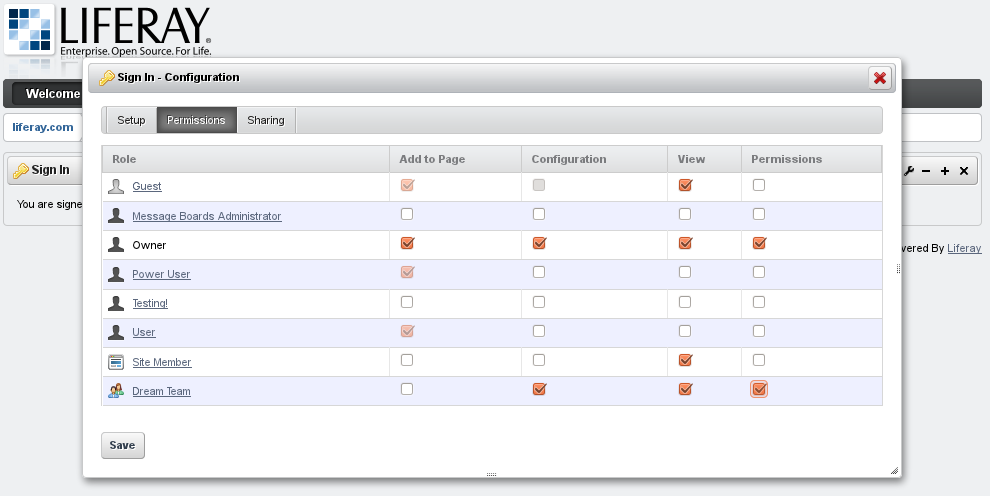 LIFERAY®
Enterprise. Open Source. For Life.
Sign In - Configuration
Welcome
Setup Permissions Sharing
liferay.com
Role Add to Page Configuration View Permissions
Sign In
Guest
You are signe
Message Boards Administrator
Owner
vered By Liferay
Power User
Testing!
User
Site Member
Dream Team
Save